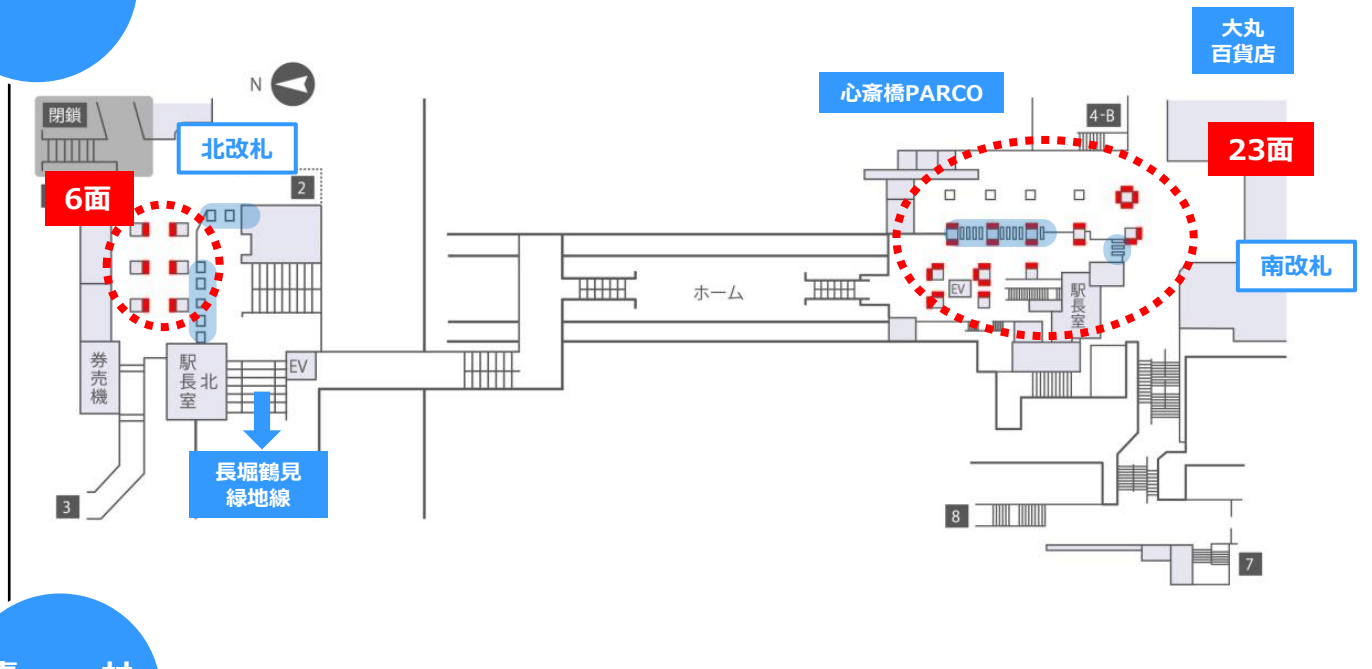 大丸
百貨店
N
心斎橋PARCO
閉鎖
4-B
北改札
23面
6面
2
南改札
EV
ホーム
駅長室
券売機
北駅長室
EV
長堀鶴見
緑地線
3
8
7